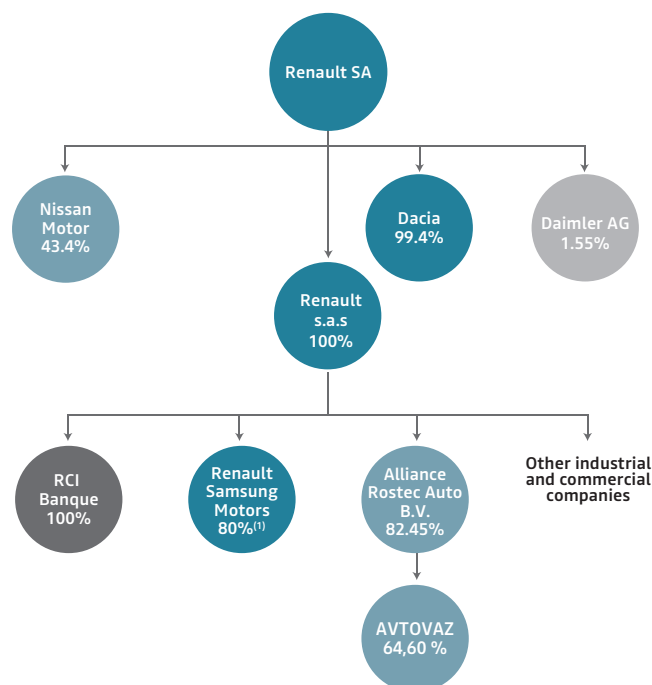 Renault SA
Nissan
Motor
43.4%
Dacia
99.4%
Daimler AG
1.55%
Renault
s.a.s
100%
RCI
Banque
100%
Renault
Samsung
Motors
80%(1)
Alliance
Rostec Auto
B.V.
82.45%
Other industrial
and commercial
companies
AVTOVAZ
64,60 %